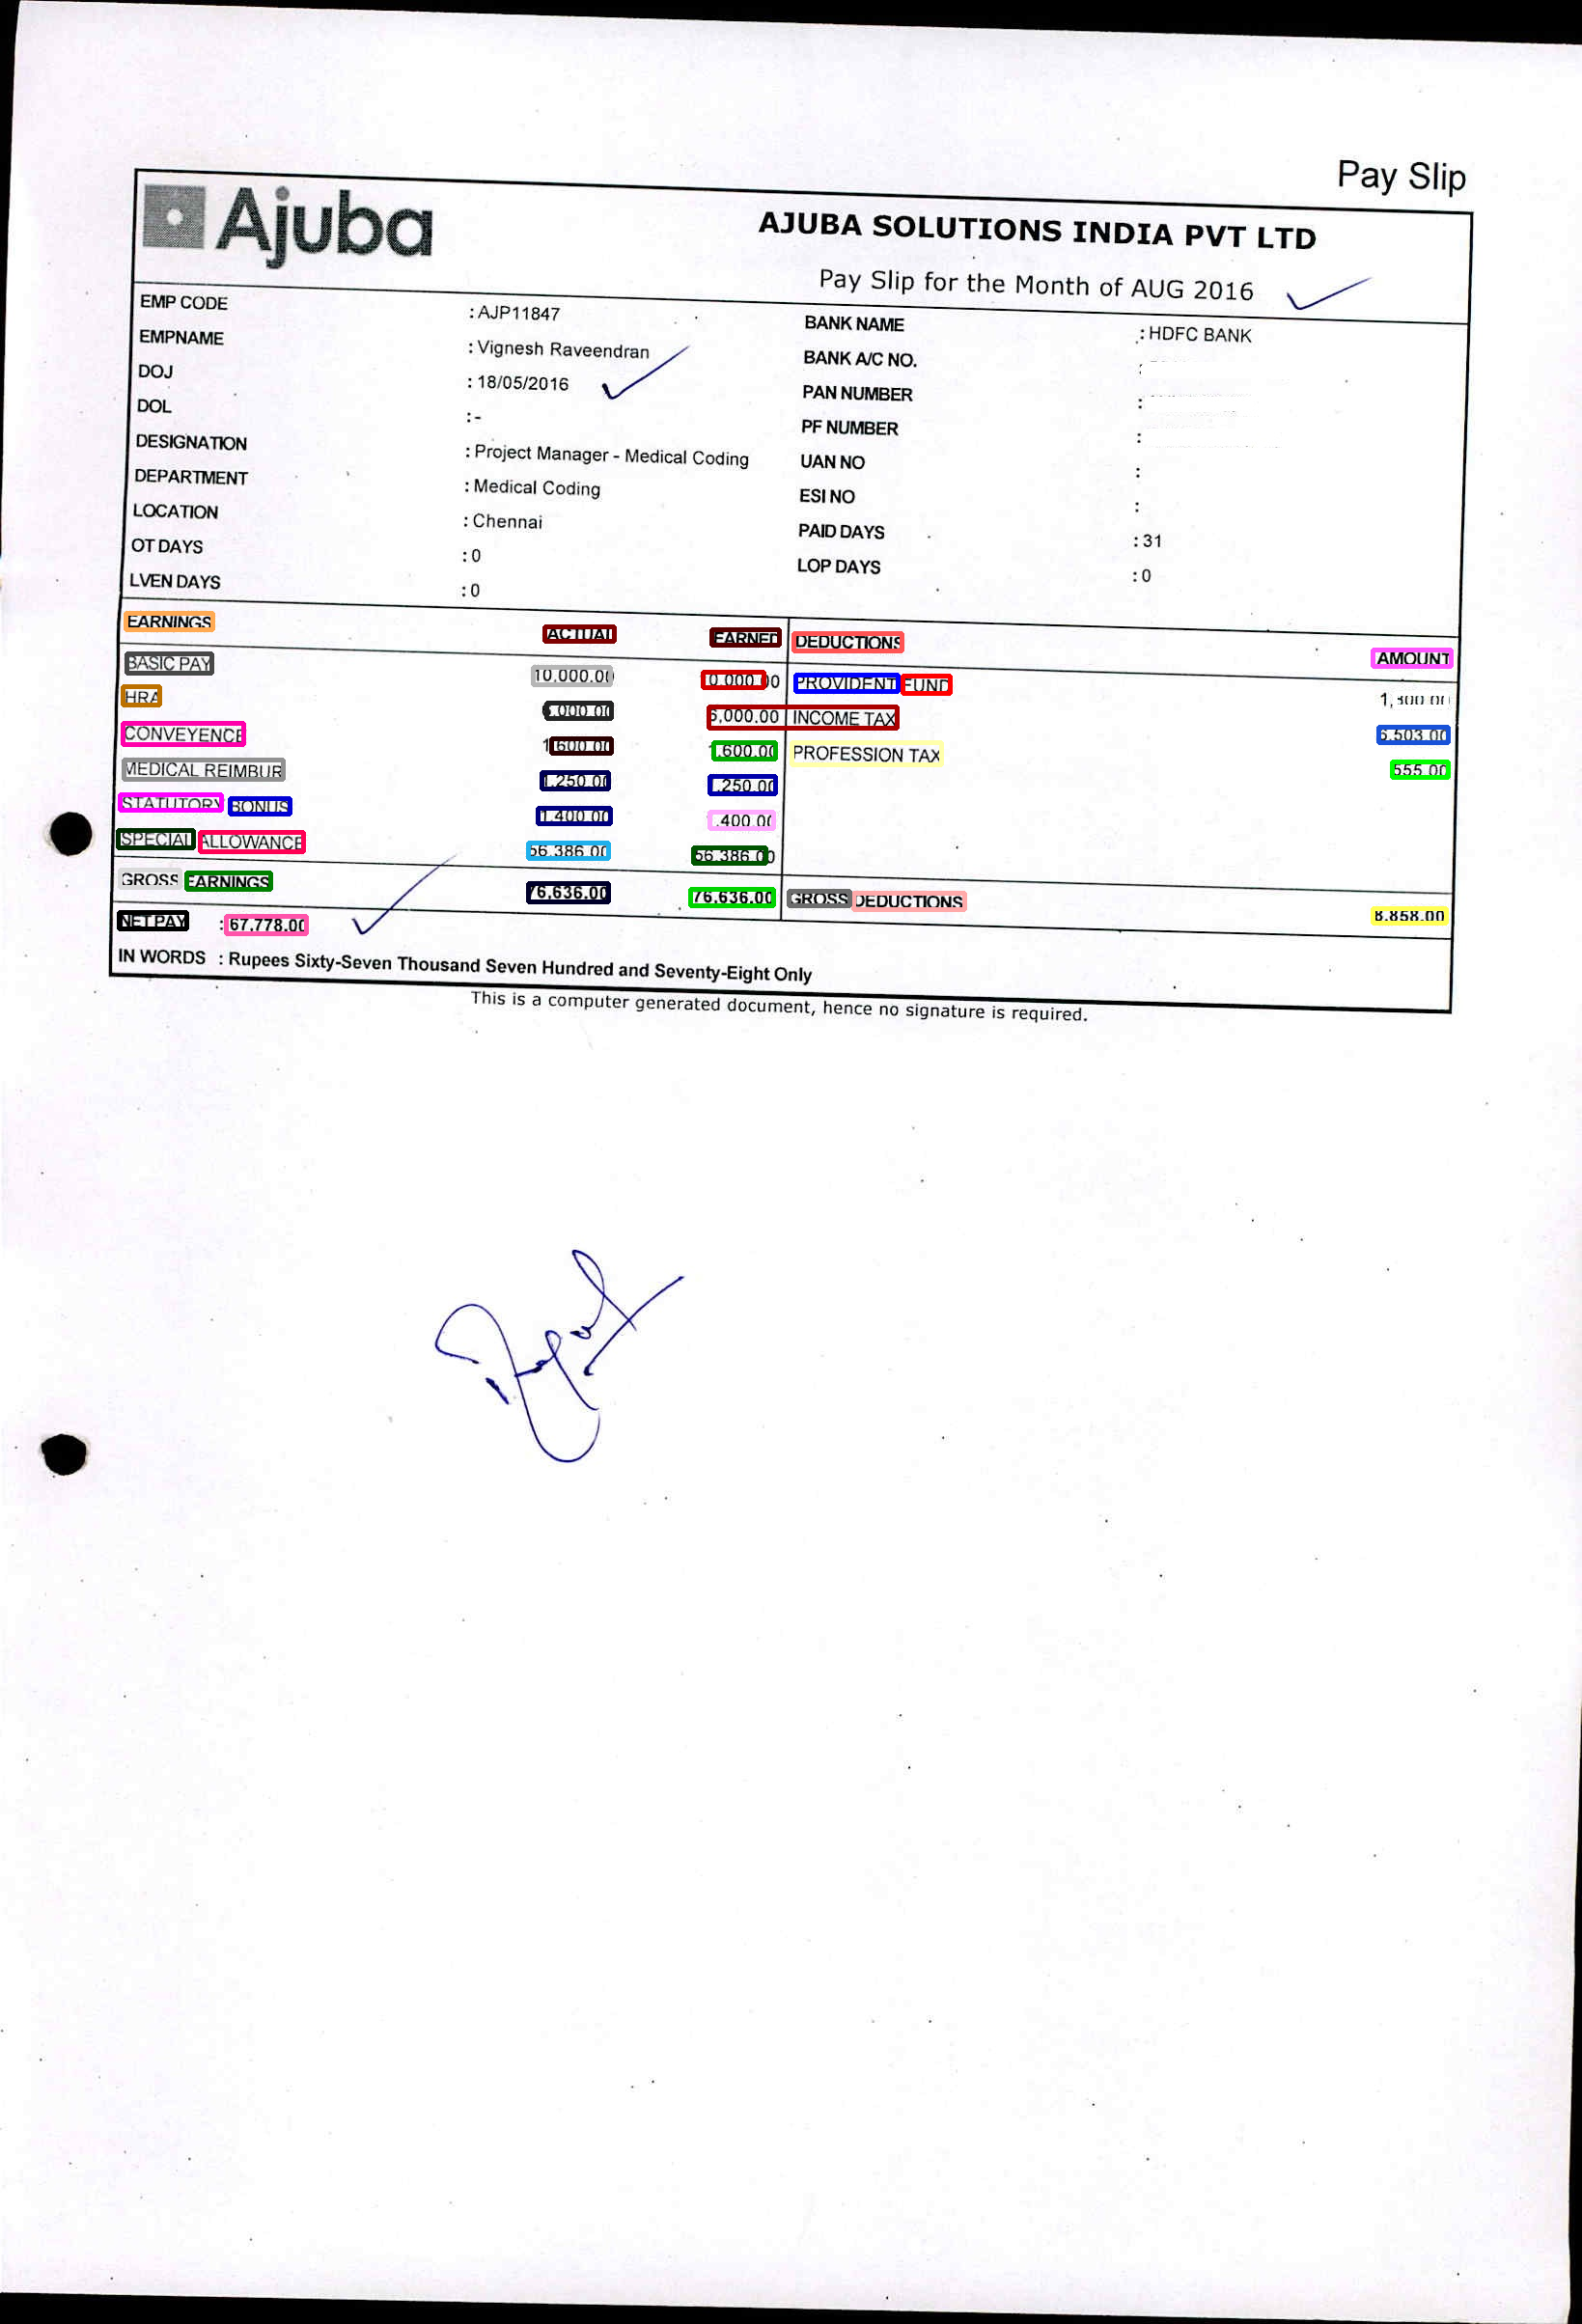 Pay Slip
Ajuba
AJUBA SOLUTIONS INDIA PVT LTD
Pay Slip for the Month of AUG 2016
EMP CODE : AJP11847 BANK NAME : HDFC BANK
EMPNAME : Vignesh Raveendran BANK A/C NO. :
DOJ : 18/05/2016 PAN NUMBER :
DOL :- PF NUMBER :
DESIGNATION : Project Manager - Medical Coding UAN NO :
DEPARTMENT : Medical Coding ESI NO :
LOCATION : Chennai PAID DAYS : 31
OT DAYS : 0 LOP DAYS : 0
LVEN DAYS : 0
EARNINGS ACTUAL EARNED DEDUCTIONS AMOUNT
BASIC PAY 10,000.00 10,000.00 PROVIDENT FUND 1,800.00
HRA ,000.00 ,000.00 INCOME TAX 6,503.00
CONVEYENCE 1,600.00 1,600.00 PROFESSION TAX 555.00
MEDICAL REIMBUR 1,250.00 1,250.00
STATUTORY BONUS 1,400.00 1,400.00
SPECIAL ALLOWANCE 56,386.00 56,386.00
GROSS EARNINGS 76,636.00 76,636.00 GROSS DEDUCTIONS 8,858.00
NET PAY : 67,778.00
IN WORDS : Rupees Sixty-Seven Thousand Seven Hundred and Seventy-Eight Only
This is a computer generated document, hence no signature is required.